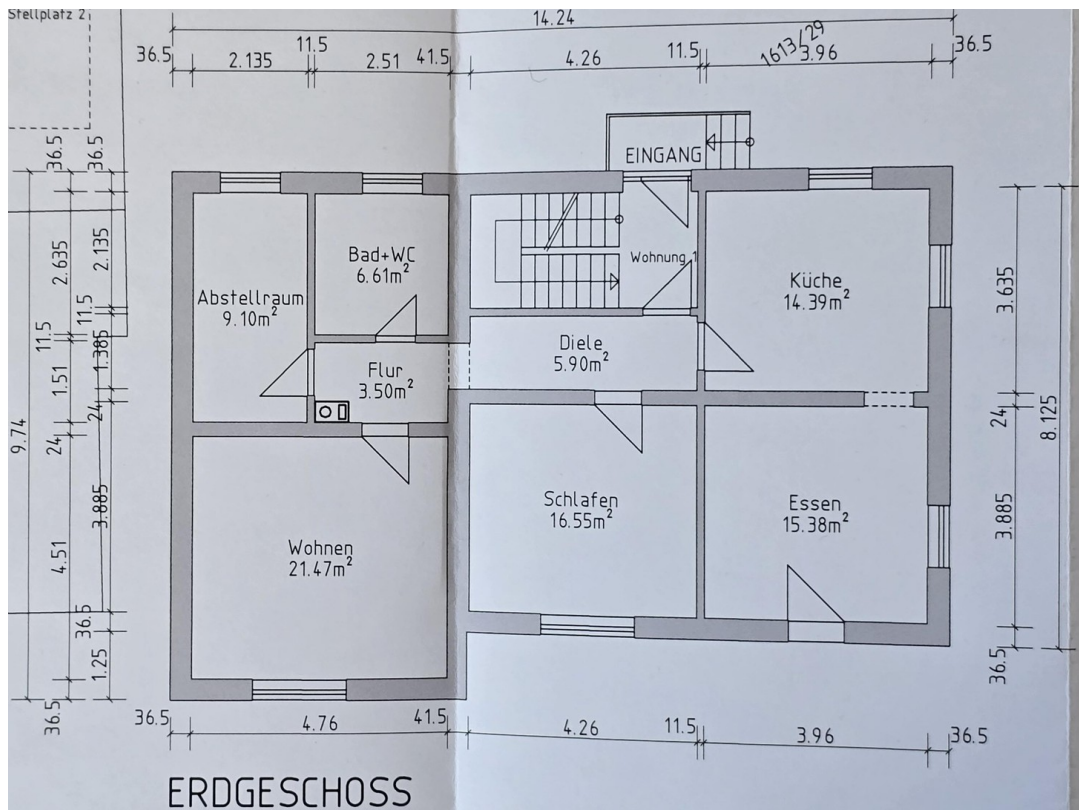 Stellplatz 2
14.24
36.5
2.135
11.5
2.51
41.5
4.26
11.5
1613/29
3.96
36.5
36.5
36.5
EINGANG
2.635
2.135
Bad+WC
6.61m²
Wohnung 1
Abstellraum
9.10m²
Küche
14.39m²
3.635
11.5
11.5
1.385
Diele
5.90m²
Flur
3.50m²
1.51
24
24
9.74
24
8.125
3.885
Schlafen
16.55m²
Essen
15.38m²
3.885
Wohnen
21.47m²
4.51
36.5
1.25
36.5
36.5
36.5
4.76
41.5
4.26
11.5
3.96
36.5
ERDGESCHOSS